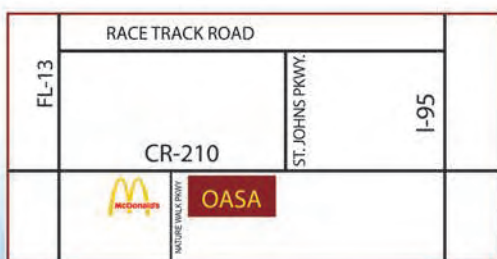 RACE TRACK ROAD
FL-13
ST. JOHNS PKWY.
I-95
CR-210
McDonald's
NATURE WALK PKWY
OASA